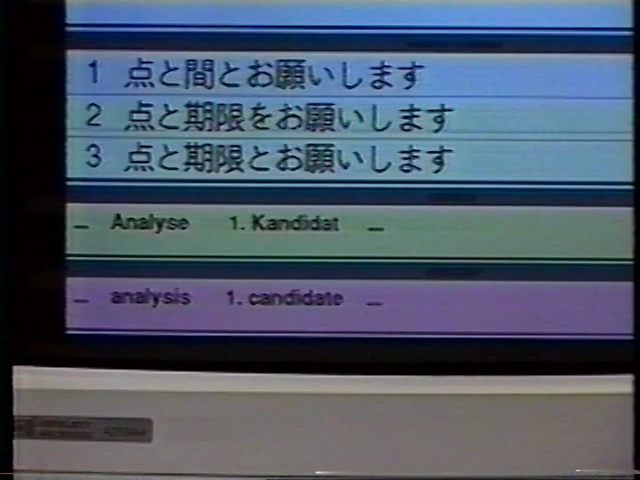 1 点と間とお願いします
2 点と期限をお願いします
3 点と期限とお願いします
_ Analyse 1. Kandidat _
_ analysis 1. candidate _